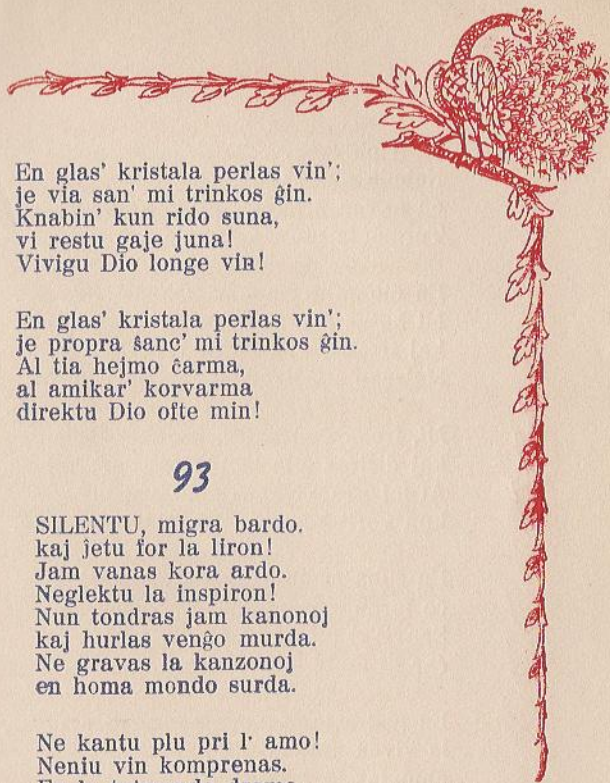 En glas' kristala perlas vin';
je via san' mi trinkos ĝin.
Knabin' kun rido suna,
vi restu gaje juna!
Vivigu Dio longe vin!
En glas' kristala perlas vin';
je propra ŝanc' mi trinkos ĝin.
Al tia hejmo ĉarma,
al amikar' korvarma
direktu Dio ofte min!
93
SILENTU, migra bardo.
kaj ĵetu for la liron!
Jam vanas kora ardo.
Neglektu la inspiron!
Nun tondras jam kanonoj
kaj hurlas venĝo murda.
Ne gravas la kanzonoj
en homa mondo surda.
Ne kantu plu pri l' amo!
Neniu vin komprenas.